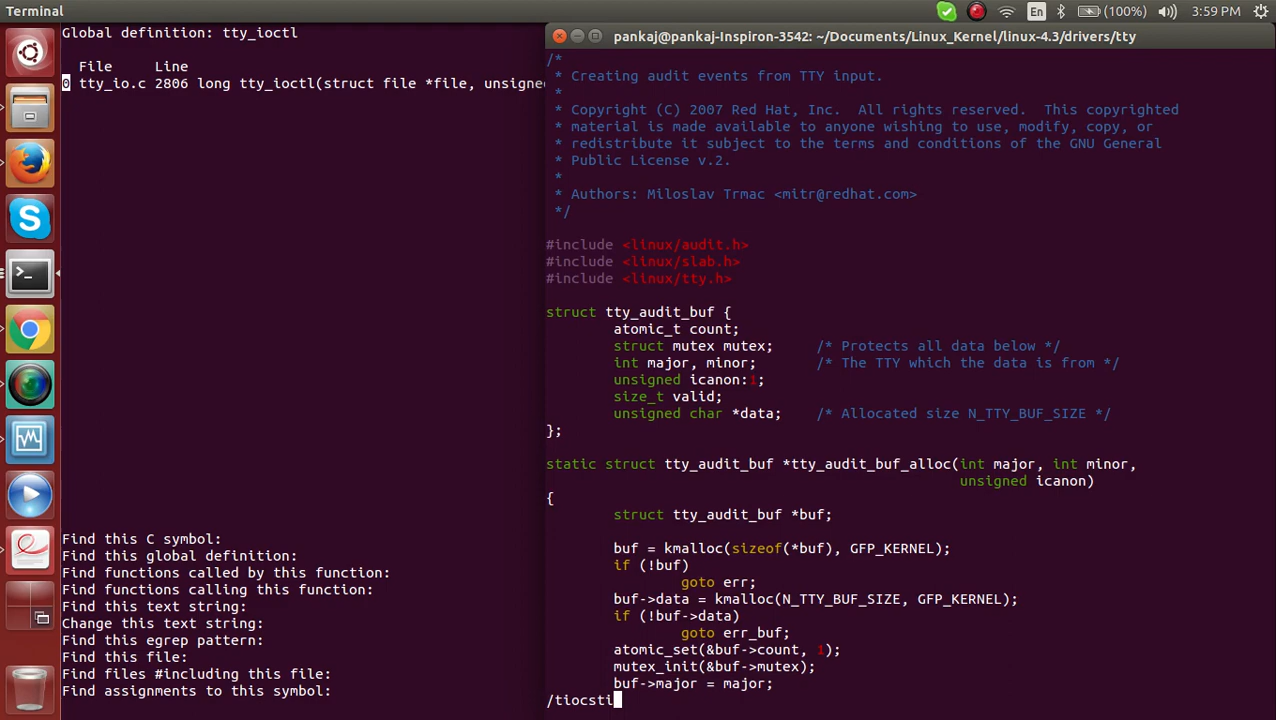 Terminal
En
(100%)
3:59 PM
Global definition: tty_ioctl
File Line
0 tty_io.c 2806 long tty_ioctl(struct file *file, unsigne
Find this C symbol:
Find this global definition:
Find functions called by this function:
Find functions calling this function:
Find this text string:
Change this text string:
Find this egrep pattern:
Find this file:
Find files #including this file:
Find assignments to this symbol:
pankaj@pankaj-Inspiron-3542: ~/Documents/Linux_Kernel/linux-4.3/drivers/tty
/*
* Creating audit events from TTY input.
*
* Copyright (C) 2007 Red Hat, Inc. All rights reserved. This copyrighted
* material is made available to anyone wishing to use, modify, copy, or
* redistribute it subject to the terms and conditions of the GNU General
* Public License v.2.
*
* Authors: Miloslav Trmac <mitr@redhat.com>
*/
#include <linux/audit.h>
#include <linux/slab.h>
#include <linux/tty.h>
struct tty_audit_buf {
atomic_t count;
struct mutex mutex; /* Protects all data below */
int major, minor; /* The TTY which the data is from */
unsigned icanon:1;
size_t valid;
unsigned char *data; /* Allocated size N_TTY_BUF_SIZE */
};
static struct tty_audit_buf *tty_audit_buf_alloc(int major, int minor,
unsigned icanon)
{
struct tty_audit_buf *buf;
buf = kmalloc(sizeof(*buf), GFP_KERNEL);
if (!buf)
goto err;
buf->data = kmalloc(N_TTY_BUF_SIZE, GFP_KERNEL);
if (!buf->data)
goto err_buf;
atomic_set(&buf->count, 1);
mutex_init(&buf->mutex);
buf->major = major;
/tiocsti